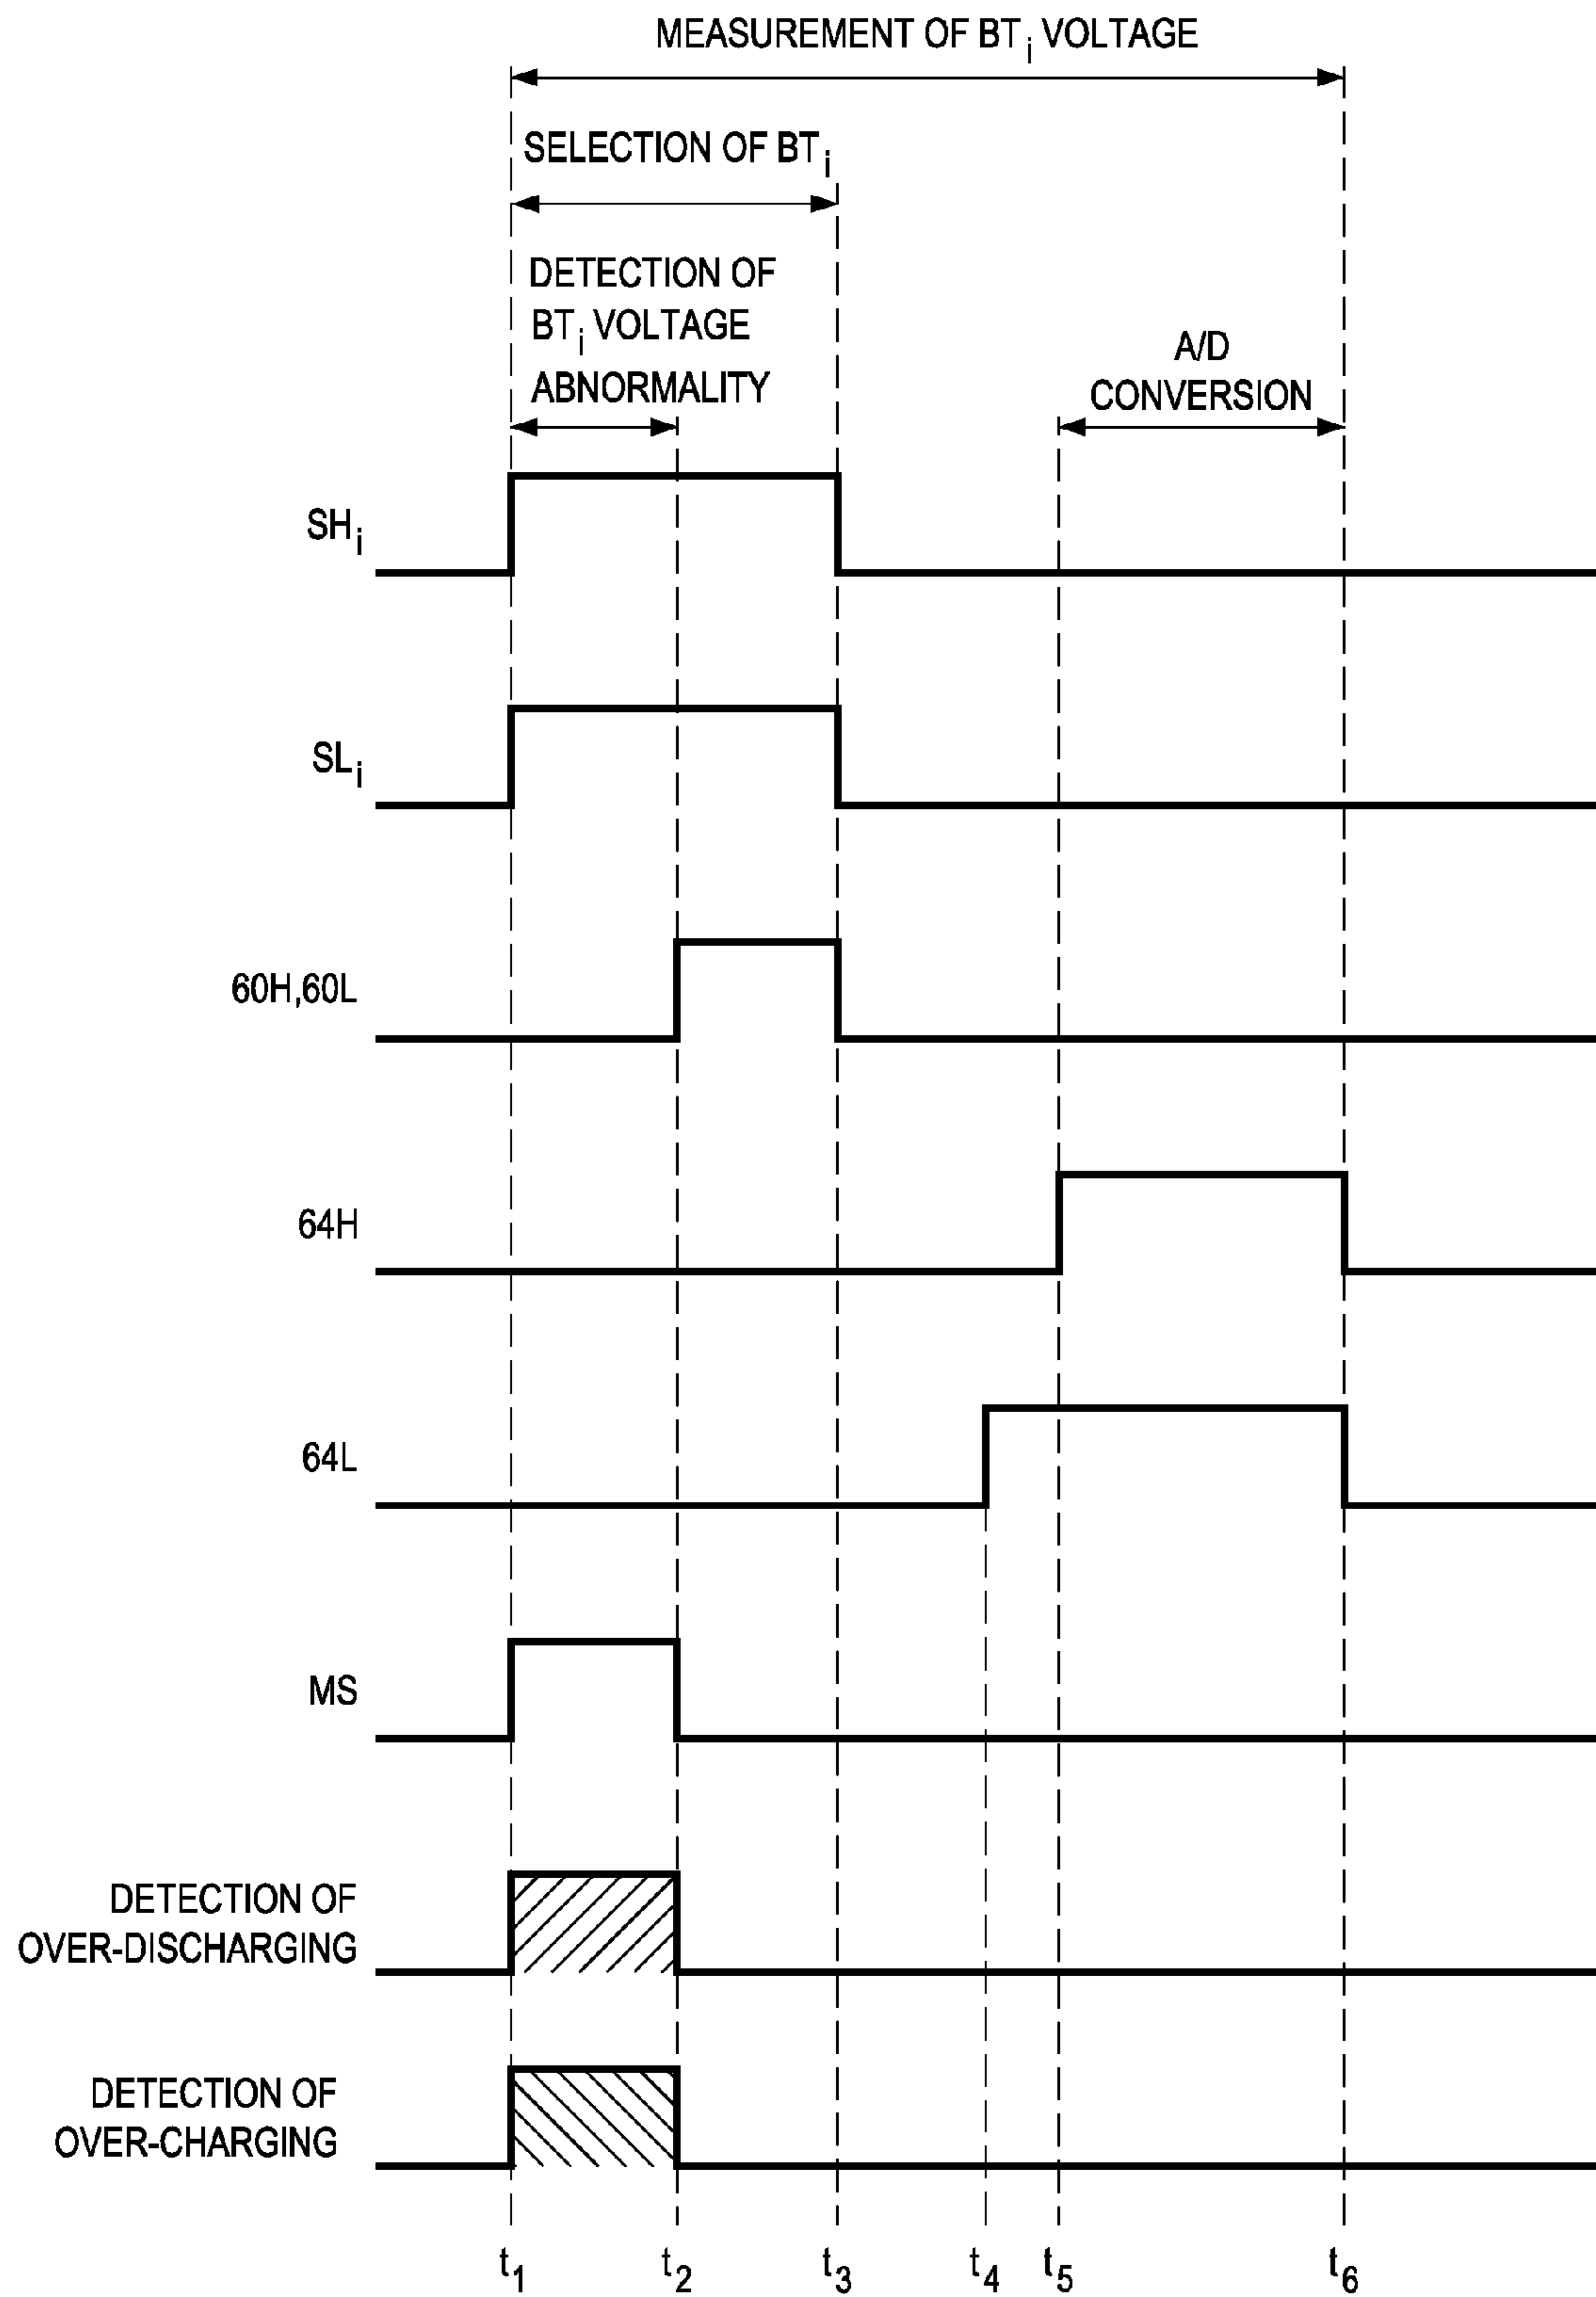 MEASUREMENT OF BTi VOLTAGE
SELECTION OF BTi
DETECTION OF
BTi VOLTAGE
ABNORMALITY
A/D
CONVERSION
SHi
SLi
60H,60L
64H
64L
MS
DETECTION OF
OVER-DISCHARGING
DETECTION OF
OVER-CHARGING
t1 t2 t3 t4 t5 t6